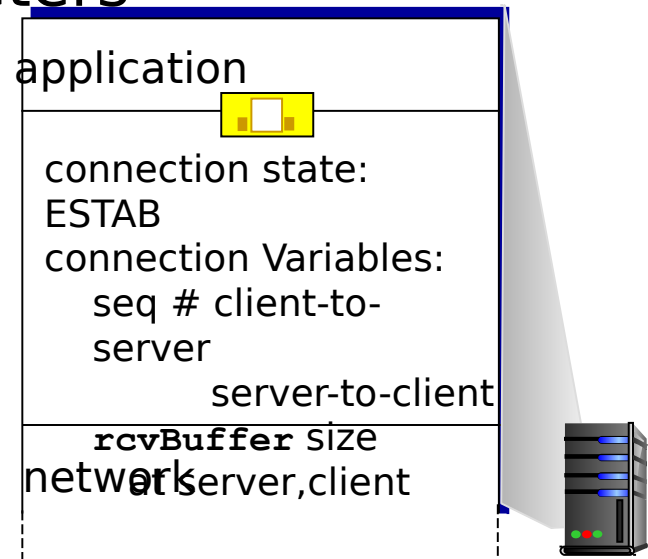 application
connection state:
ESTAB
connection Variables:
seq # client-to-
server
server-to-client
rcvBuffer size
network
at server,client